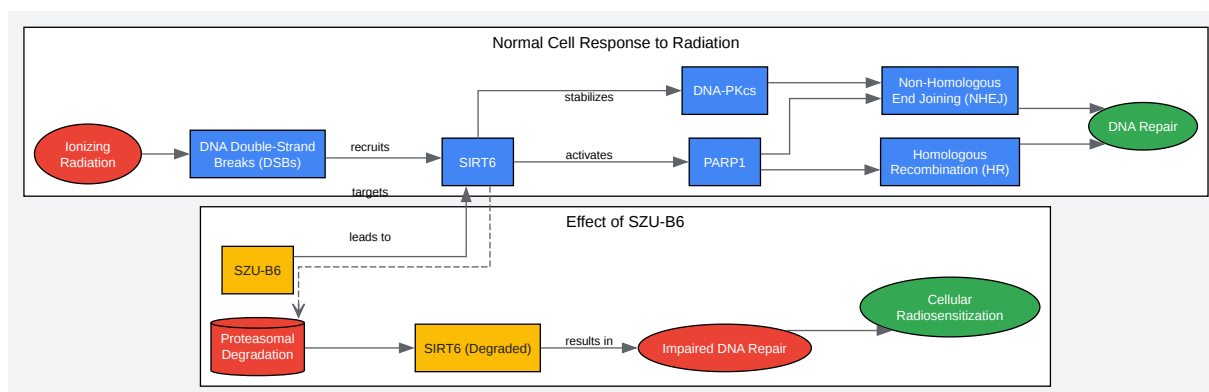 Normal Cell Response to Radiation
stabilizes
DNA-PKcs
Non-Homologous
End Joining (NHEJ)
DNA Repair
Ionizing
Radiation
DNA Double-Strand
Breaks (DSBs)
recruits
SIRT6
activates
PARP1
Homologous
Recombination (HR)
targets
Effect of SZU-B6
leads to
SZU-B6
Cellular
Radiosensitization
Proteasomal
Degradation
SIRT6 (Degraded)
results in
Impaired DNA Repair